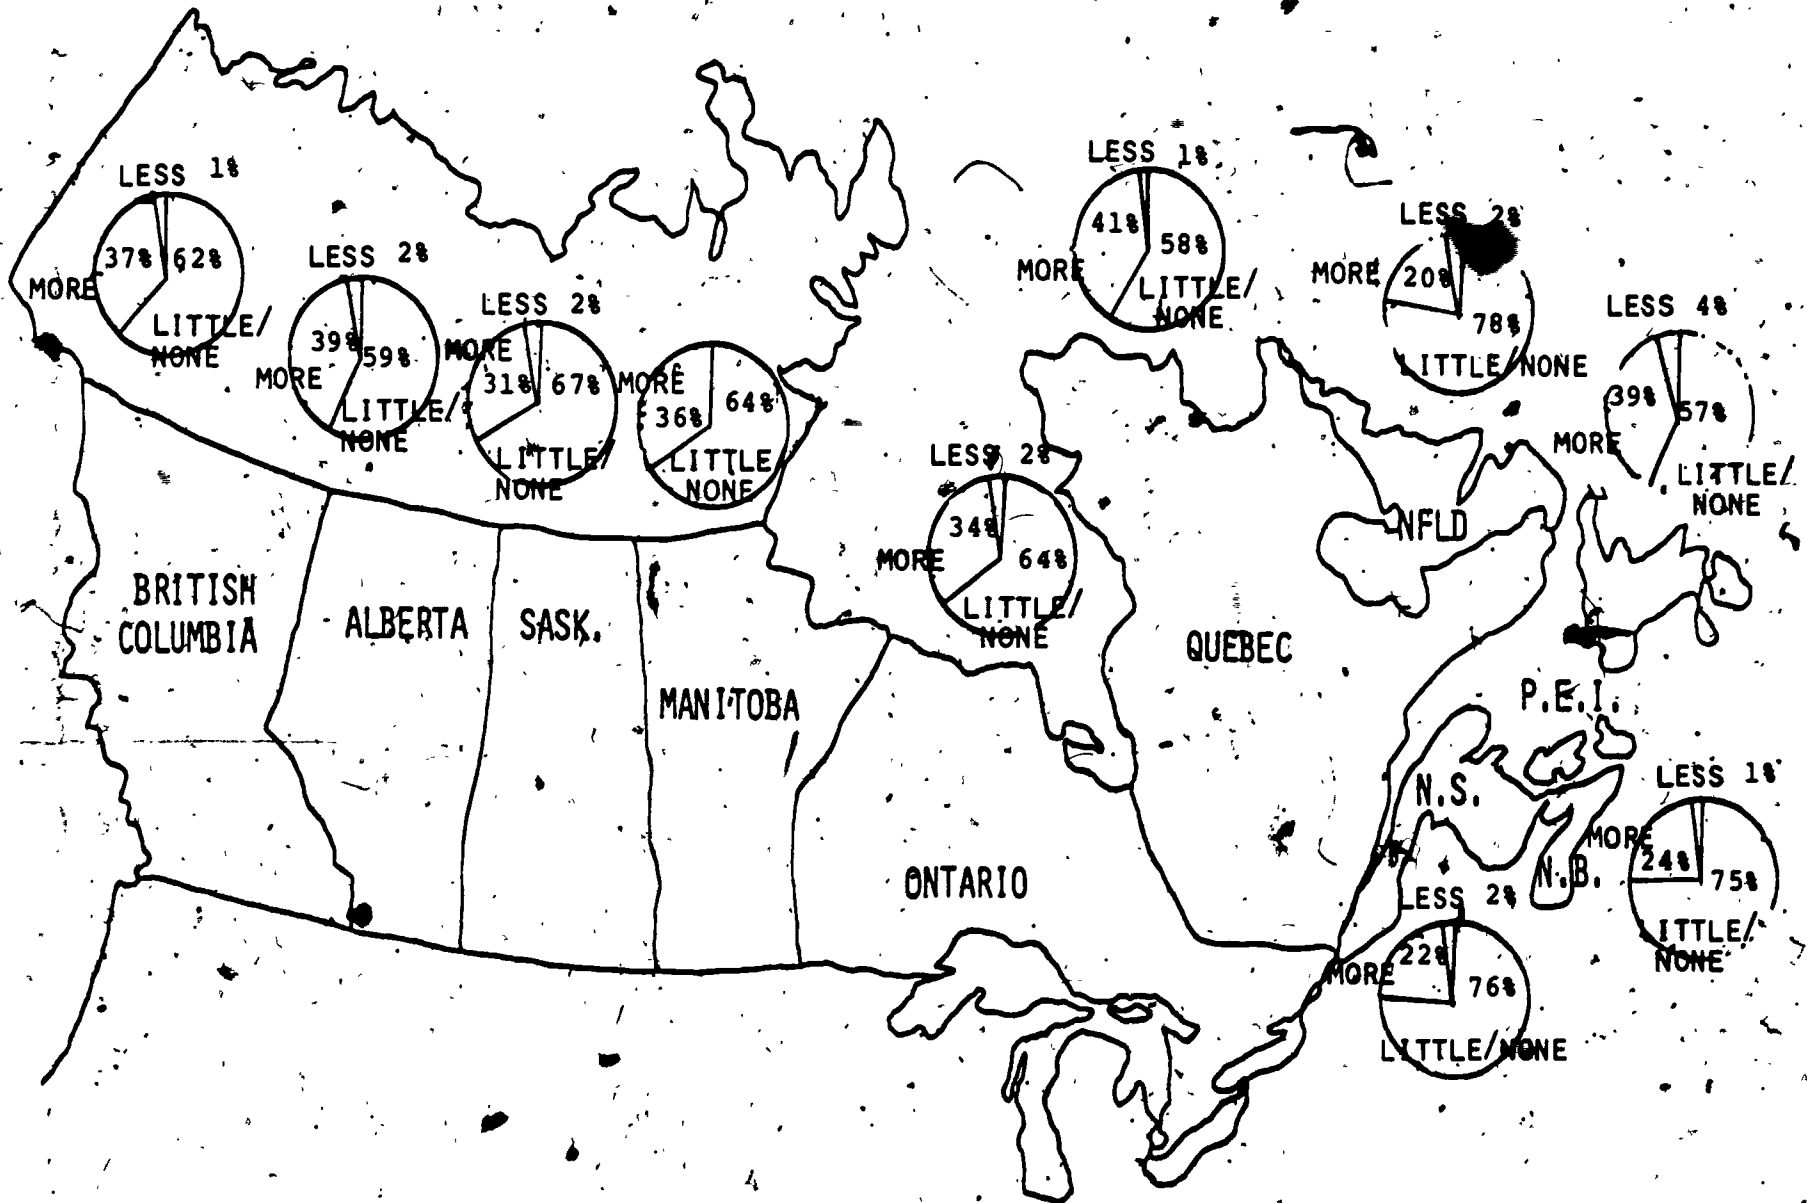 LESS 1%
37% 62%
MORE
LITTLE/
NONE
LESS 2%
39% 59%
MORE
LITTLE/
NONE
LESS 2%
MORE
31% 67%
LITTLE/
NONE
MORE
36% 64%
LITTLE/
NONE
LESS 2%
34%
MORE 64%
LITTLE/
NONE
LESS 1%
41% 58%
MORE
LITTLE/
NONE
LESS 2%
MORE 20%
78%
LITTLE/NONE
LESS 4%
39% 57%
MORE
LITTLE/
NONE
NFLD
BRITISH
COLUMBIA
ALBERTA
SASK.
MANITOBA
ONTARIO
QUEBEC
P.E.I.
N.S.
N.B.
LESS 1%
MORE
24% 75%
LITTLE/
NONE
LESS 2%
22%
MORE
76%
LITTLE/NONE
4